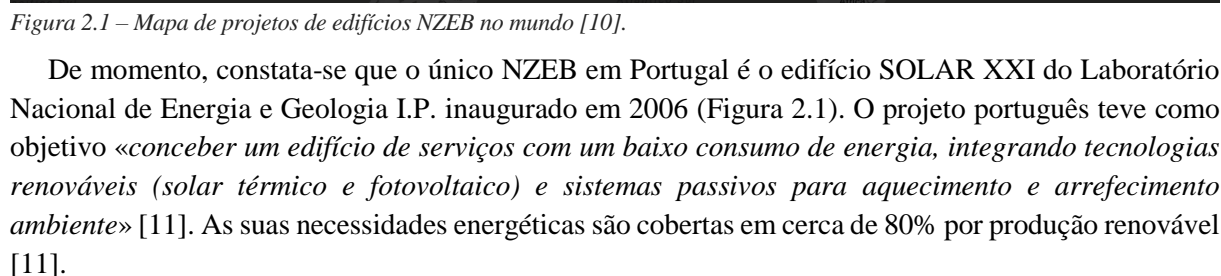 Figura 2.1 – Mapa de projetos de edifícios NZEB no mundo [10].
De momento, constata-se que o único NZEB em Portugal é o edifício SOLAR XXI do Laboratório
Nacional de Energia e Geologia I.P. inaugurado em 2006 (Figura 2.1). O projeto português teve como
objetivo «conceber um edifício de serviços com um baixo consumo de energia, integrando tecnologias
renováveis (solar térmico e fotovoltaico) e sistemas passivos para aquecimento e arrefecimento
ambiente» [11]. As suas necessidades energéticas são cobertas em cerca de 80% por produção renovável
[11].